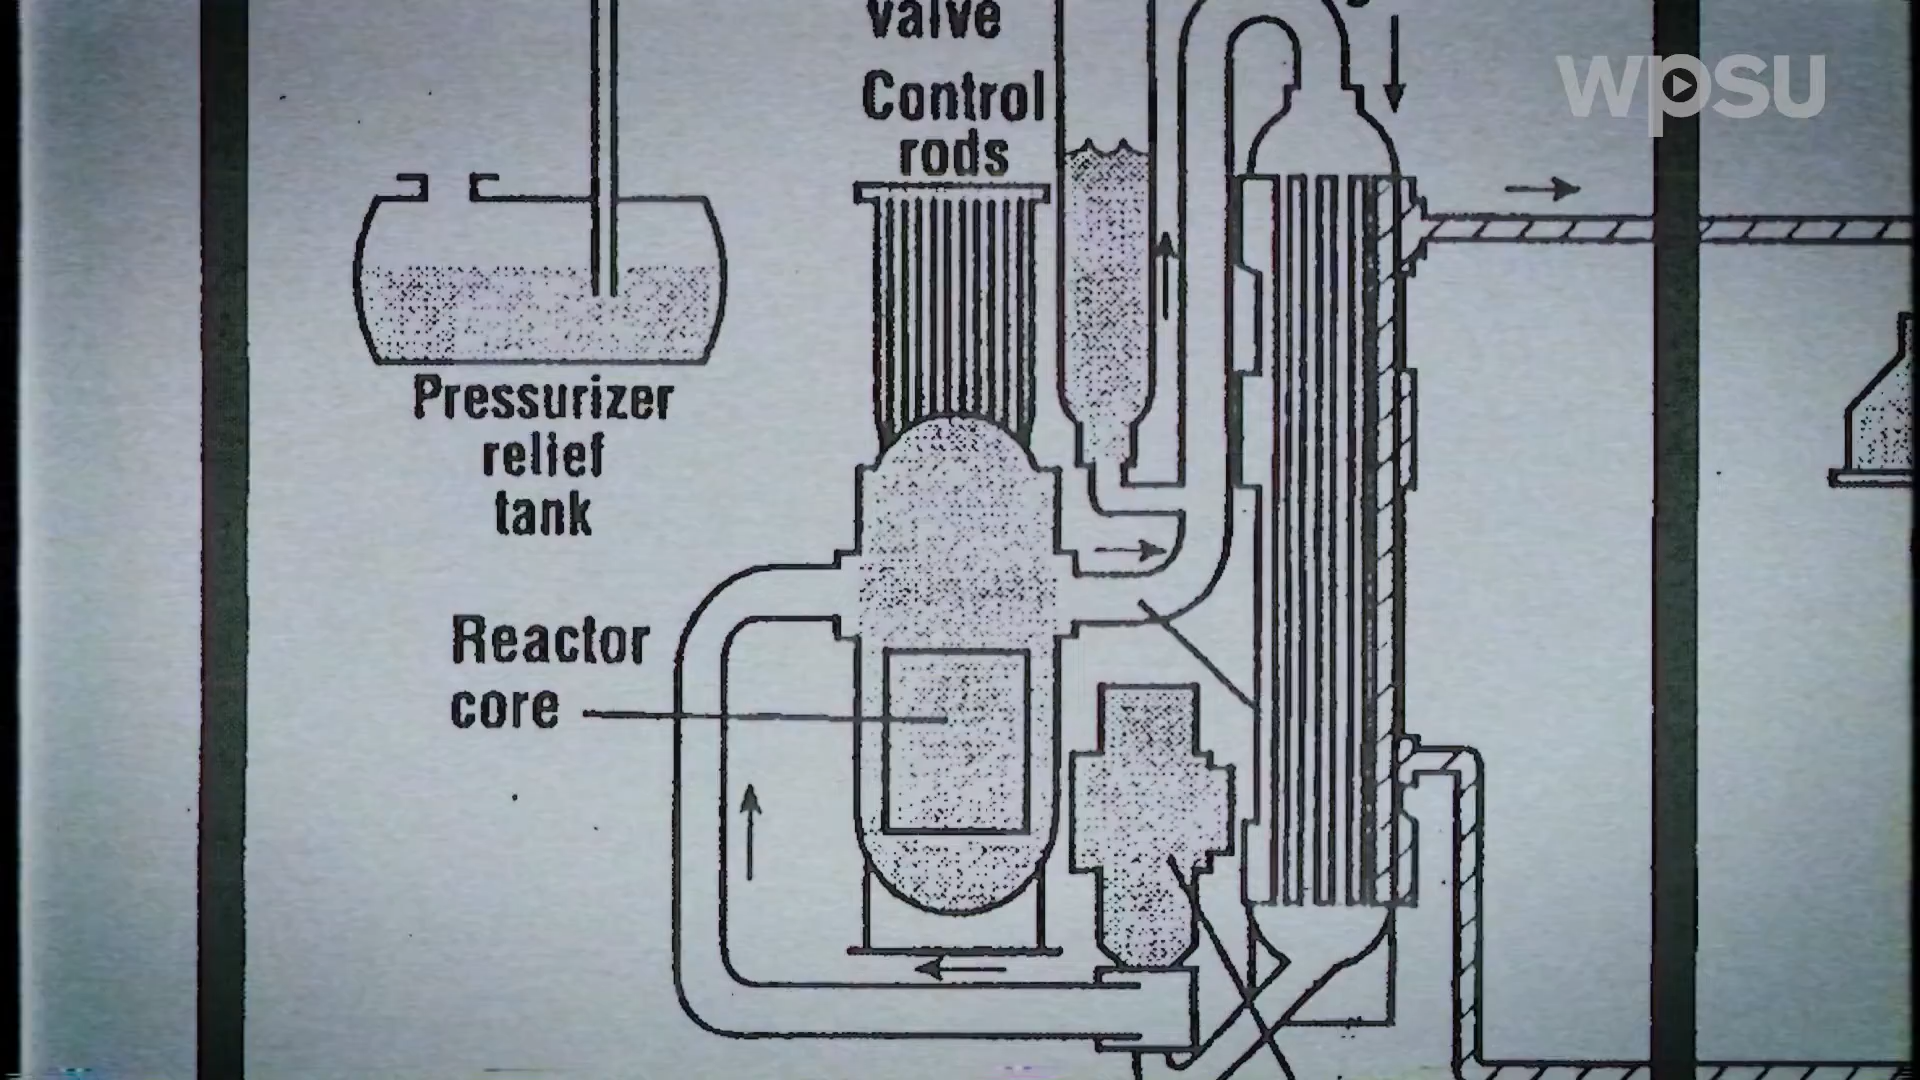 valve
Control
rods
wpsu
Pressurizer
relief
tank
Reactor
core